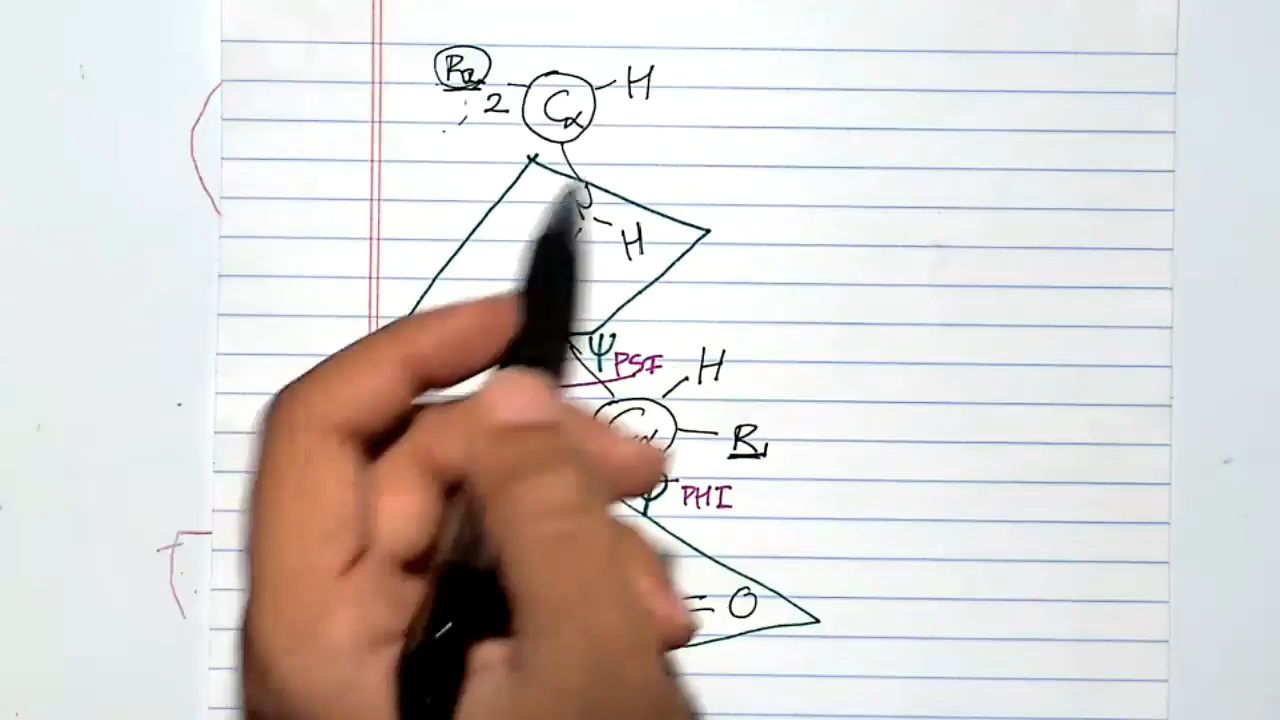 R2
2
Cα
H
H
Ψ
PSI
H
R1
PHI
= O